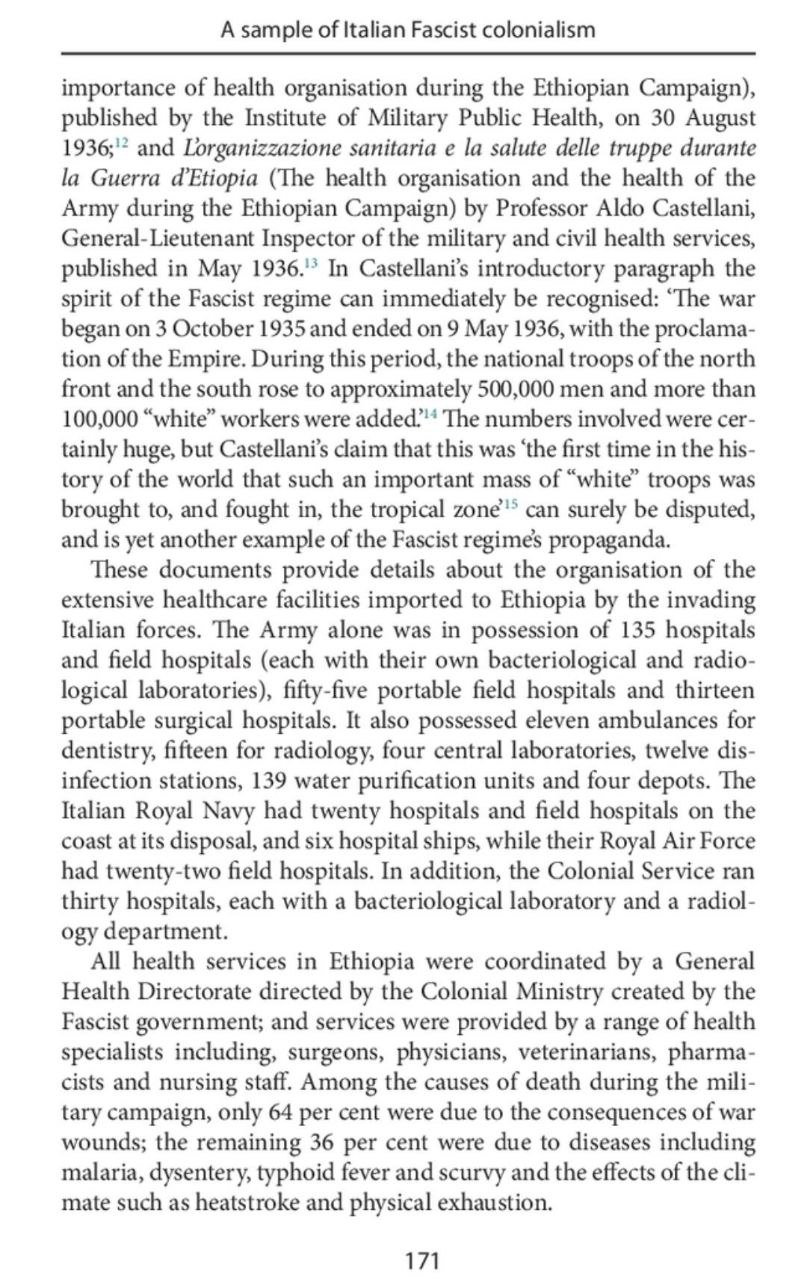 A sample of Italian Fascist colonialism
importance of health organisation during the Ethiopian Campaign),
published by the Institute of Military Public Health, on 30 August
1936;12 and L'organizzazione sanitaria e la salute delle truppe durante
la Guerra d'Etiopia (The health organisation and the health of the
Army during the Ethiopian Campaign) by Professor Aldo Castellani,
General-Lieutenant Inspector of the military and civil health services,
published in May 1936.13 In Castellani's introductory paragraph the
spirit of the Fascist regime can immediately be recognised: 'The war
began on 3 October 1935 and ended on 9 May 1936, with the proclama-
tion of the Empire. During this period, the national troops of the north
front and the south rose to approximately 500,000 men and more than
100,000 "white" workers were added.'14 The numbers involved were cer-
tainly huge, but Castellani's claim that this was 'the first time in the his-
tory of the world that such an important mass of "white" troops was
brought to, and fought in, the tropical zone'15 can surely be disputed,
and is yet another example of the Fascist regime's propaganda.
These documents provide details about the organisation of the
extensive healthcare facilities imported to Ethiopia by the invading
Italian forces. The Army alone was in possession of 135 hospitals
and field hospitals (each with their own bacteriological and radio-
logical laboratories), fifty-five portable field hospitals and thirteen
portable surgical hospitals. It also possessed eleven ambulances for
dentistry, fifteen for radiology, four central laboratories, twelve dis-
infection stations, 139 water purification units and four depots. The
Italian Royal Navy had twenty hospitals and field hospitals on the
coast at its disposal, and six hospital ships, while their Royal Air Force
had twenty-two field hospitals. In addition, the Colonial Service ran
thirty hospitals, each with a bacteriological laboratory and a radiol-
ogy department.
All health services in Ethiopia were coordinated by a General
Health Directorate directed by the Colonial Ministry created by the
Fascist government; and services were provided by a range of health
specialists including, surgeons, physicians, veterinarians, pharma-
cists and nursing staff. Among the causes of death during the mili-
tary campaign, only 64 per cent were due to the consequences of war
wounds; the remaining 36 per cent were due to diseases including
malaria, dysentery, typhoid fever and scurvy and the effects of the cli-
mate such as heatstroke and physical exhaustion.
171